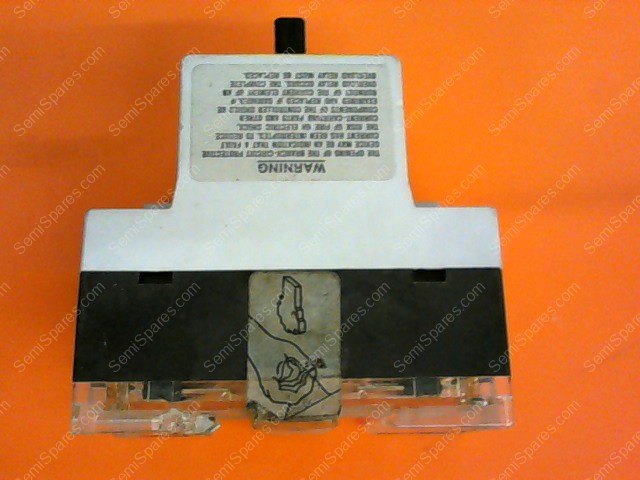 WARNING
THE OPENING OF THE BRANCH-CIRCUIT PROTECTIVE
DEVICE MAY BE AN INDICATION THAT A FAULT
CURRENT HAS BEEN INTERRUPTED. TO REDUCE
THE RISK OF FIRE OR ELECTRIC SHOCK,
CURRENT-CARRYING PARTS AND OTHER
COMPONENTS OF THE CONTROLLER SHOULD BE
EXAMINED AND REPLACED IF DAMAGED. IF
BURNOUT OF THE CURRENT ELEMENT OF AN
OVERLOAD RELAY OCCURS, THE COMPLETE
OVERLOAD RELAY MUST BE REPLACED.
SemiSpares.com